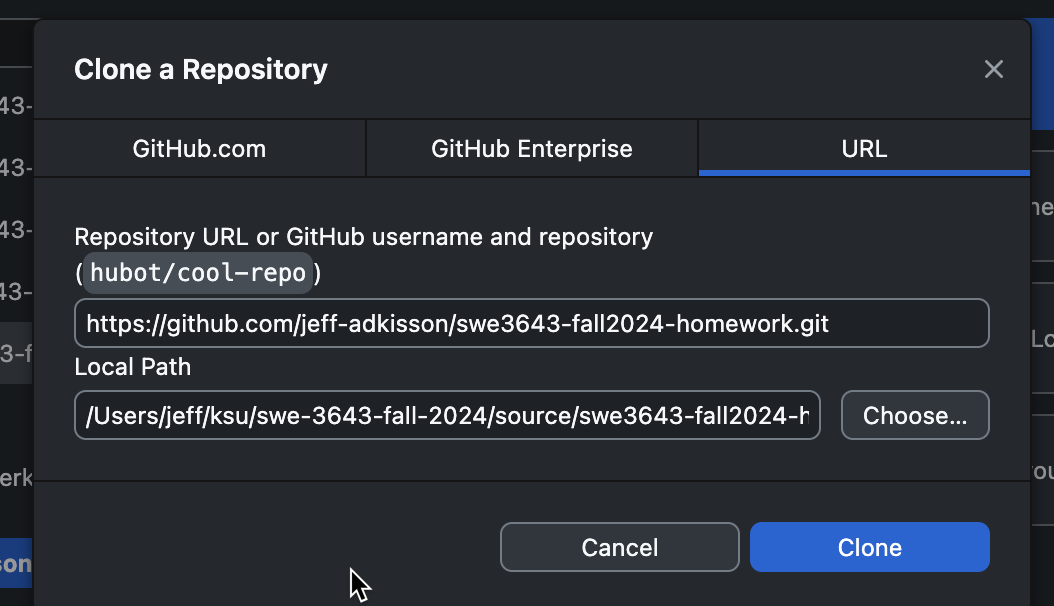 Clone a Repository
GitHub.com
GitHub Enterprise
URL
Repository URL or GitHub username and repository
(hubot/cool-repo)
https://github.com/jeff-adkisson/swe3643-fall2024-homework.git
Local Path
/Users/jeff/ksu/swe-3643-fall-2024/source/swe3643-fall2024-h
Choose...
Cancel
Clone
43-
43-
43-
43-
3-f
erk
son
ne
Lo
you